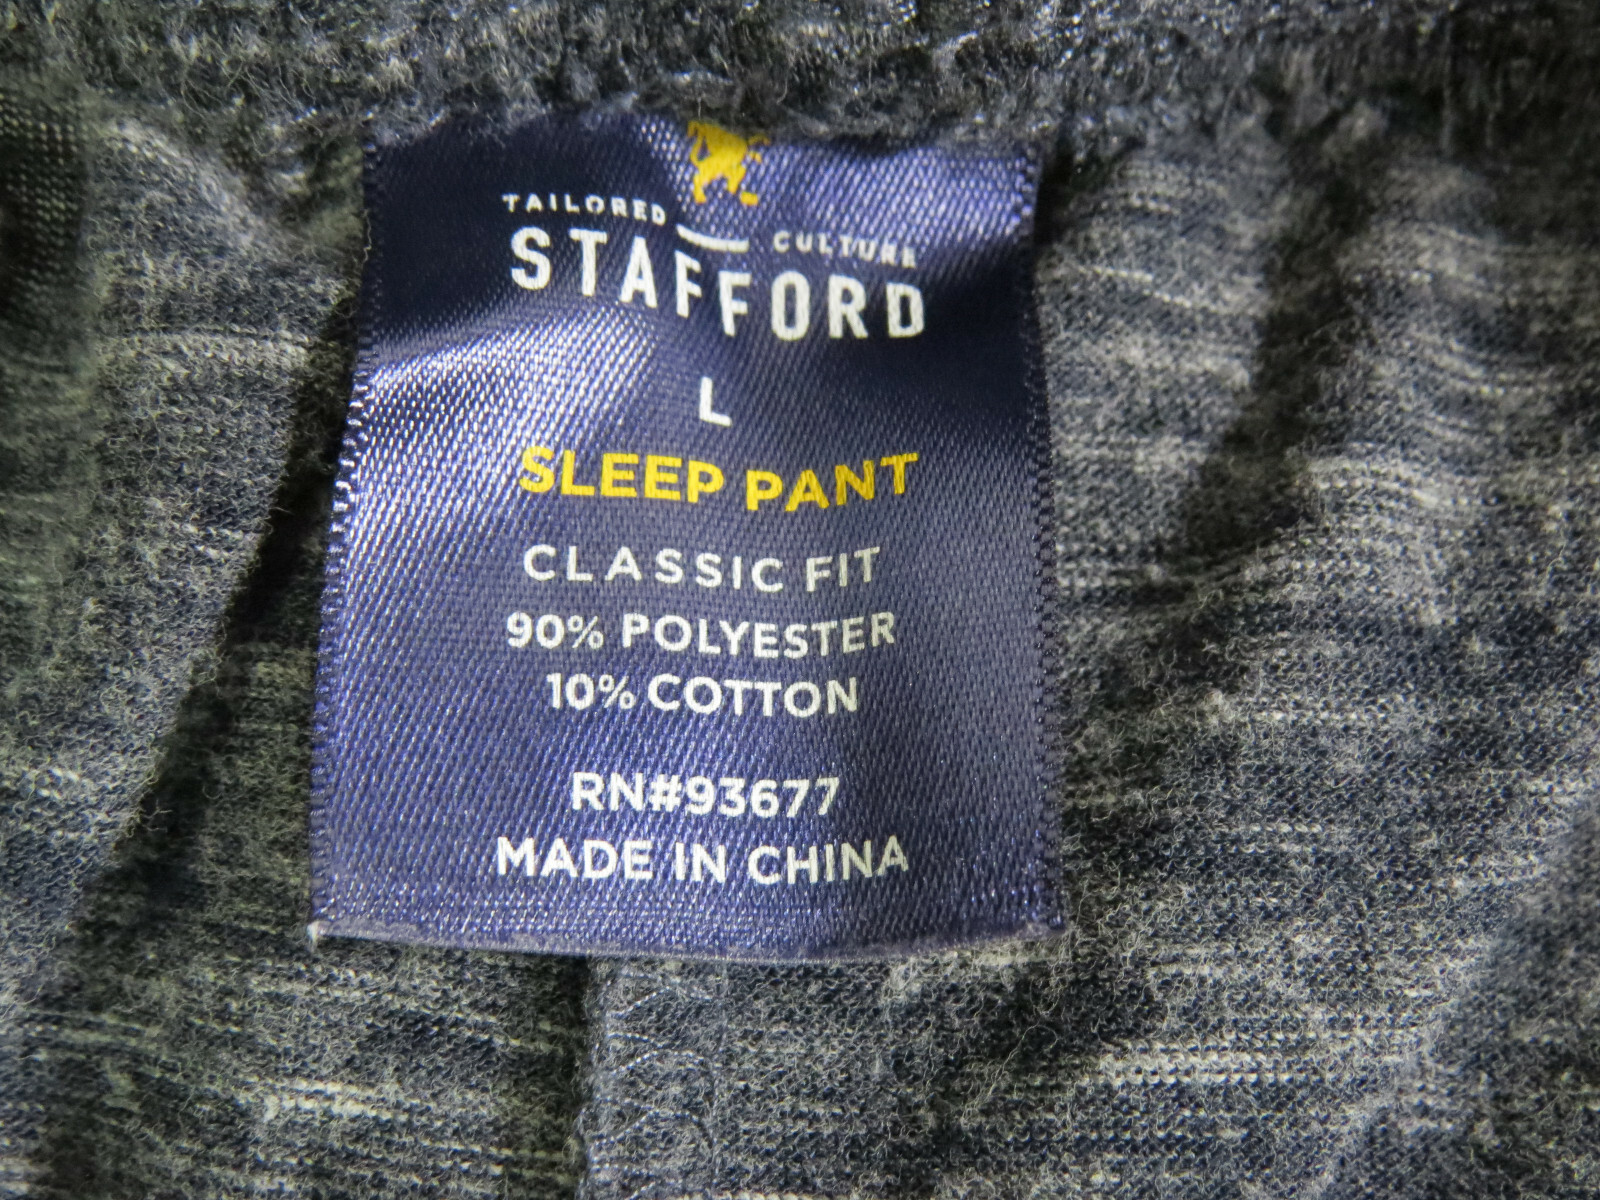 TAILORED CULTURE
STAFFORD
L
SLEEP PANT
CLASSIC FIT
90% POLYESTER
10% COTTON
RN#93677
MADE IN CHINA